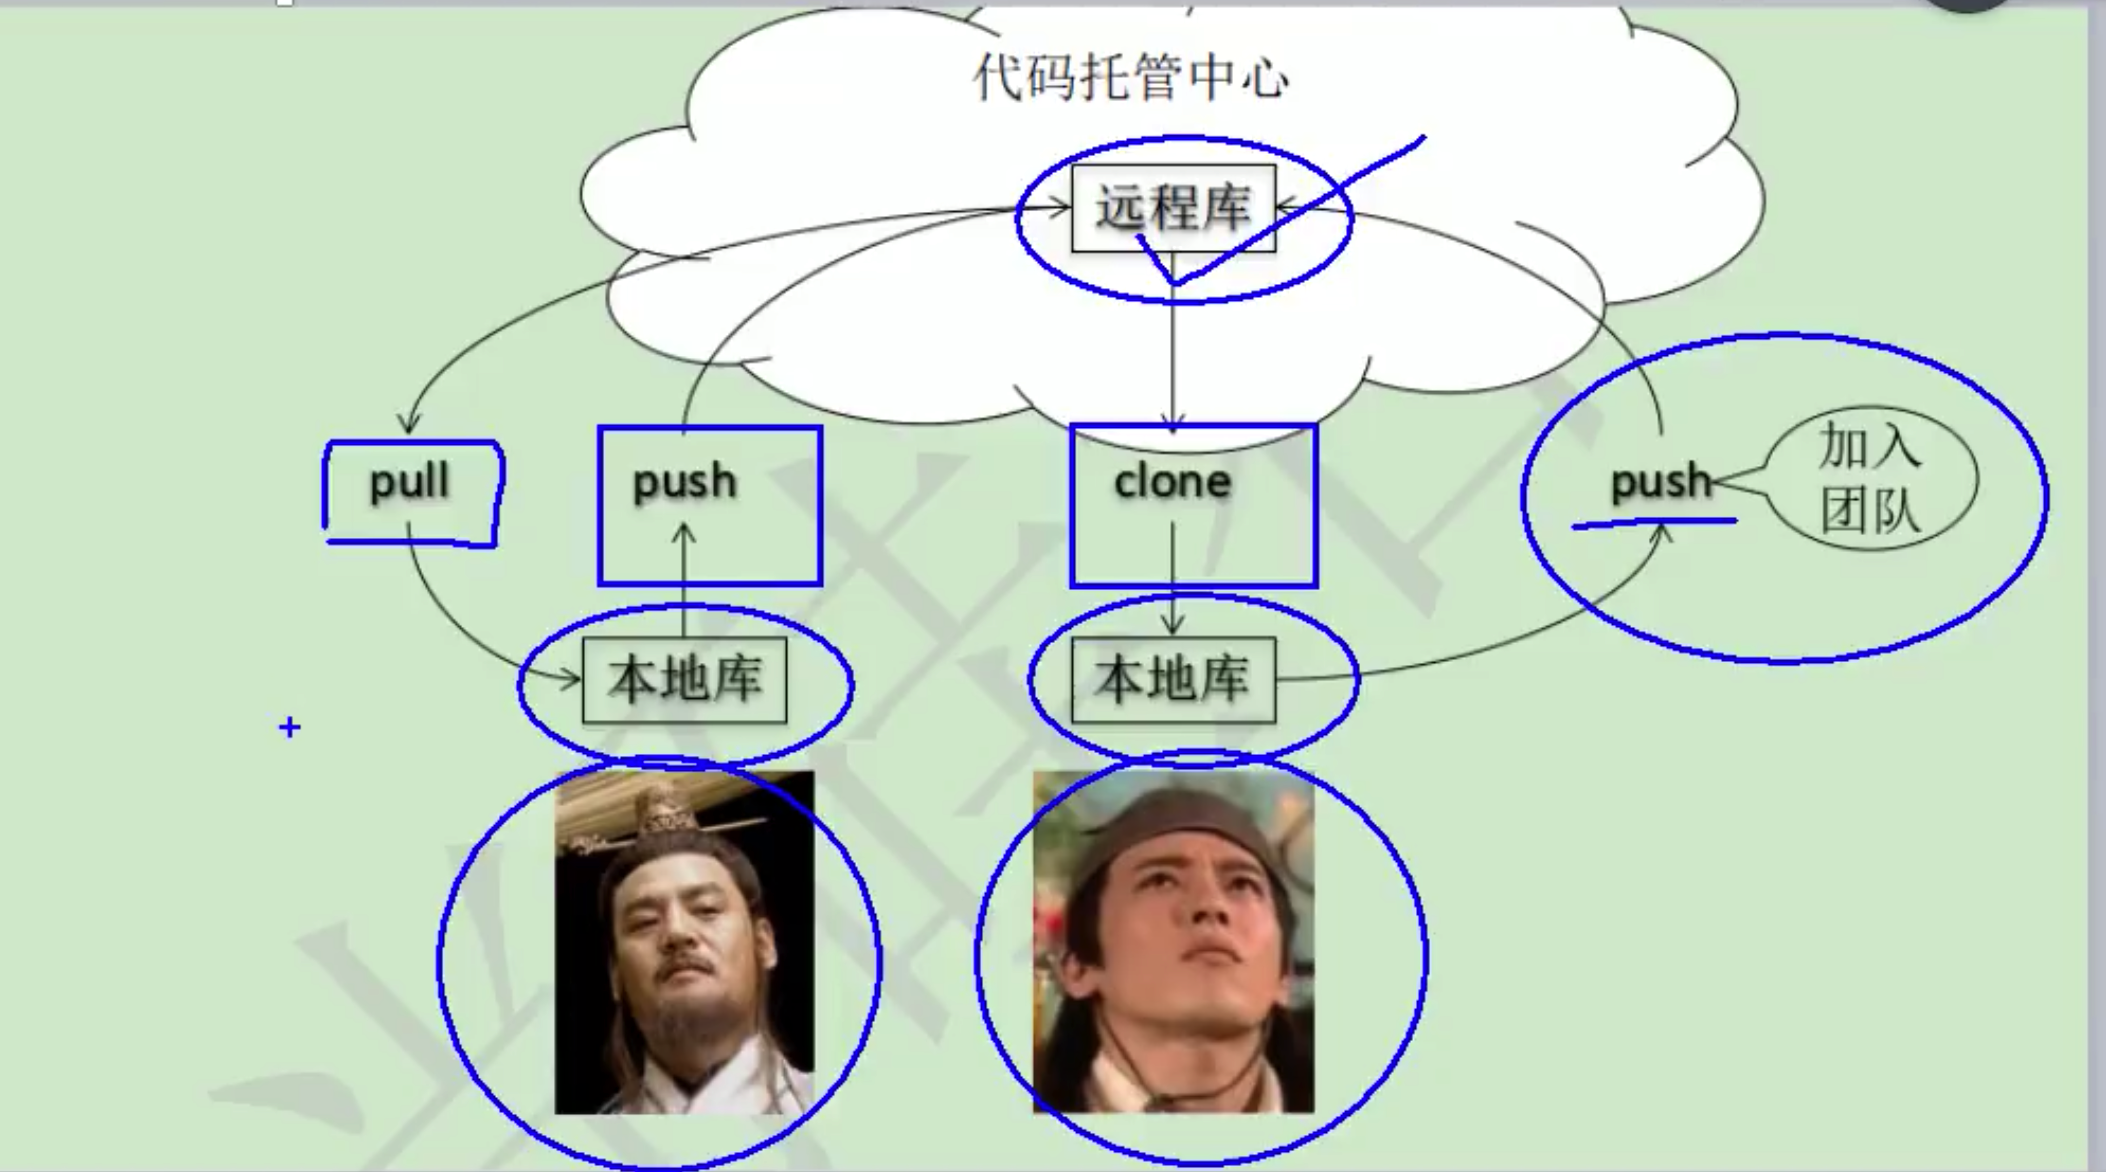 代码托管中心
远程库
pull
push
clone
push
加入
团队
本地库
本地库